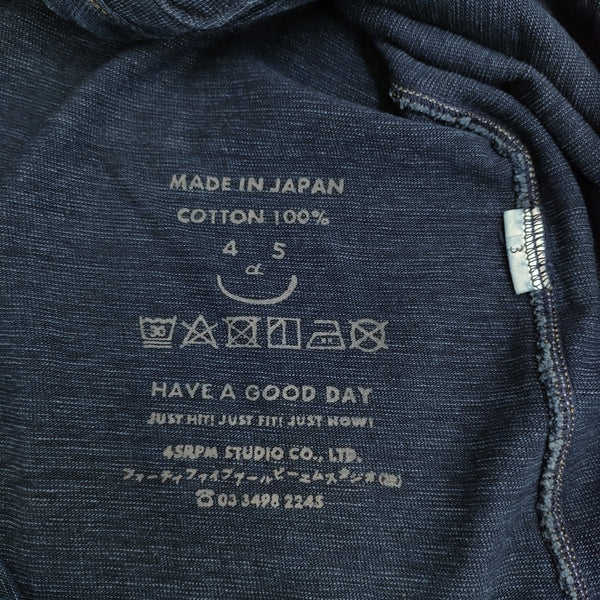 MADE IN JAPAN
COTTON 100%
4 5
α
30
HAVE A GOOD DAY
JUST HIT! JUST FIT! JUST NOW!
45RPM STUDIO CO., LTD.
フォーティファイブアールピーエムスタジオ(株)
☎03 3498 2245
3